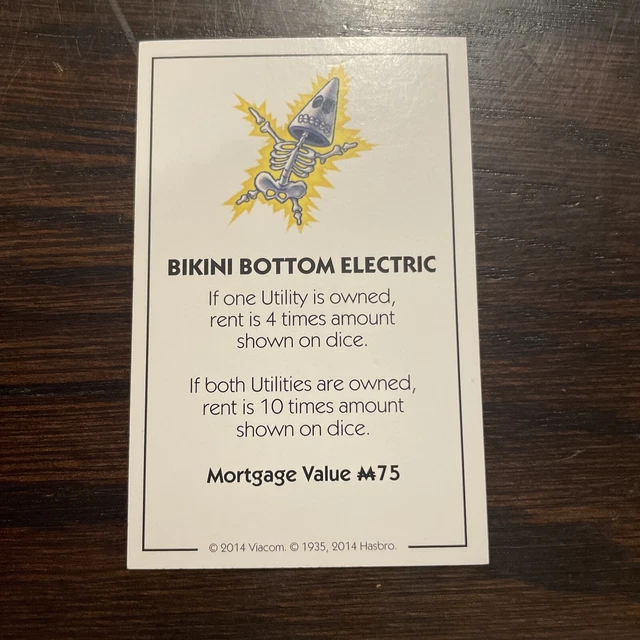 BIKINI BOTTOM ELECTRIC
If one Utility is owned,
rent is 4 times amount
shown on dice.
If both Utilities are owned,
rent is 10 times amount
shown on dice.
Mortgage Value ₩75
© 2014 Viacom. © 1935, 2014 Hasbro.